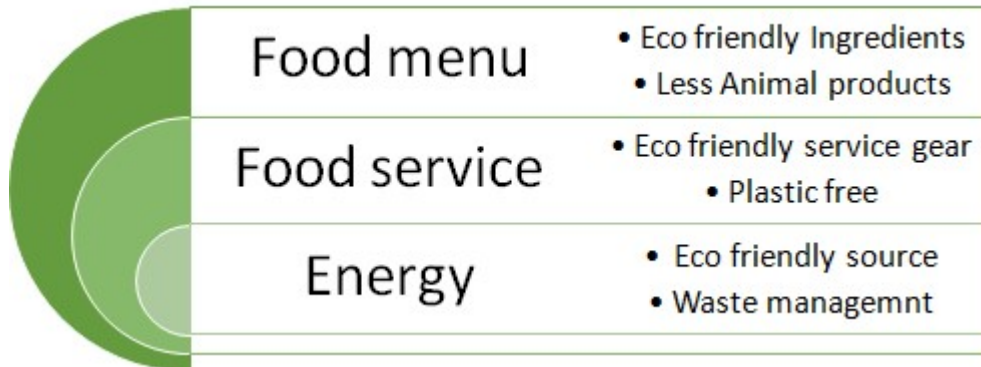 Food menu
• Eco friendly Ingredients
• Less Animal products
Food service
• Eco friendly service gear
• Plastic free
Energy
• Eco friendly source
• Waste managemnt